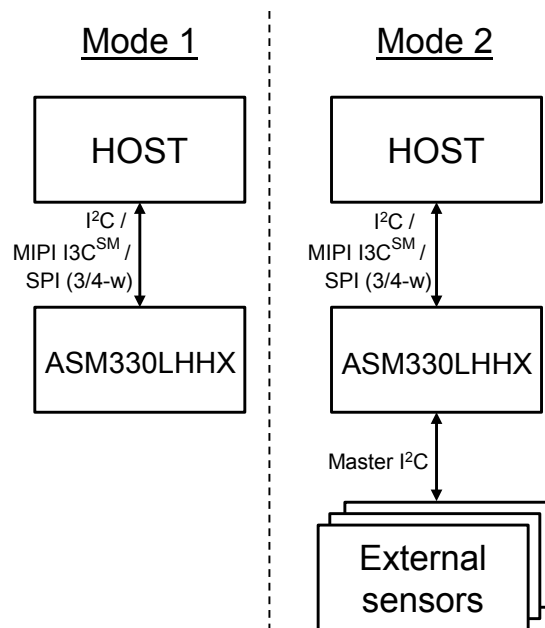 Mode 1
HOST
I²C /
MIPI I3C^SM /
SPI (3/4-w)
ASM330LHHX
Mode 2
HOST
I²C /
MIPI I3C^SM /
SPI (3/4-w)
ASM330LHHX
Master I²C
External
sensors